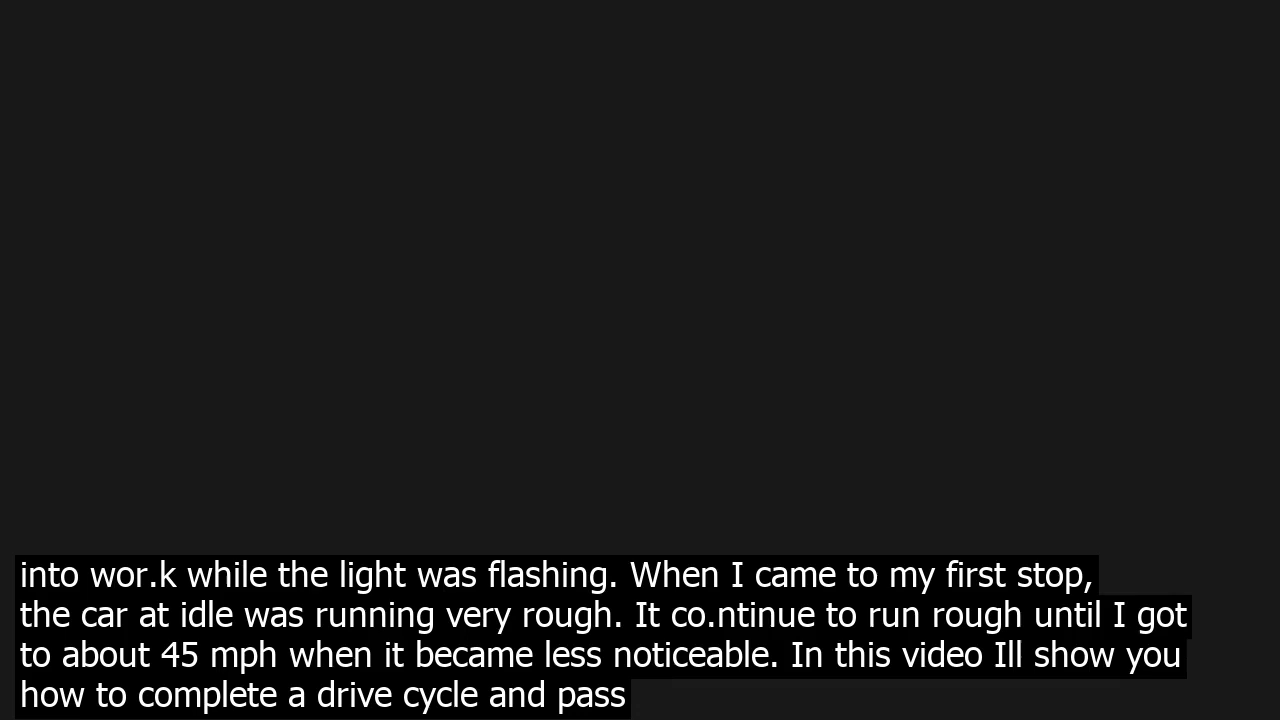 into wor.k while the light was flashing. When I came to my first stop,
the car at idle was running very rough. It co.ntinue to run rough until I got
to about 45 mph when it became less noticeable. In this video Ill show you
how to complete a drive cycle and pass